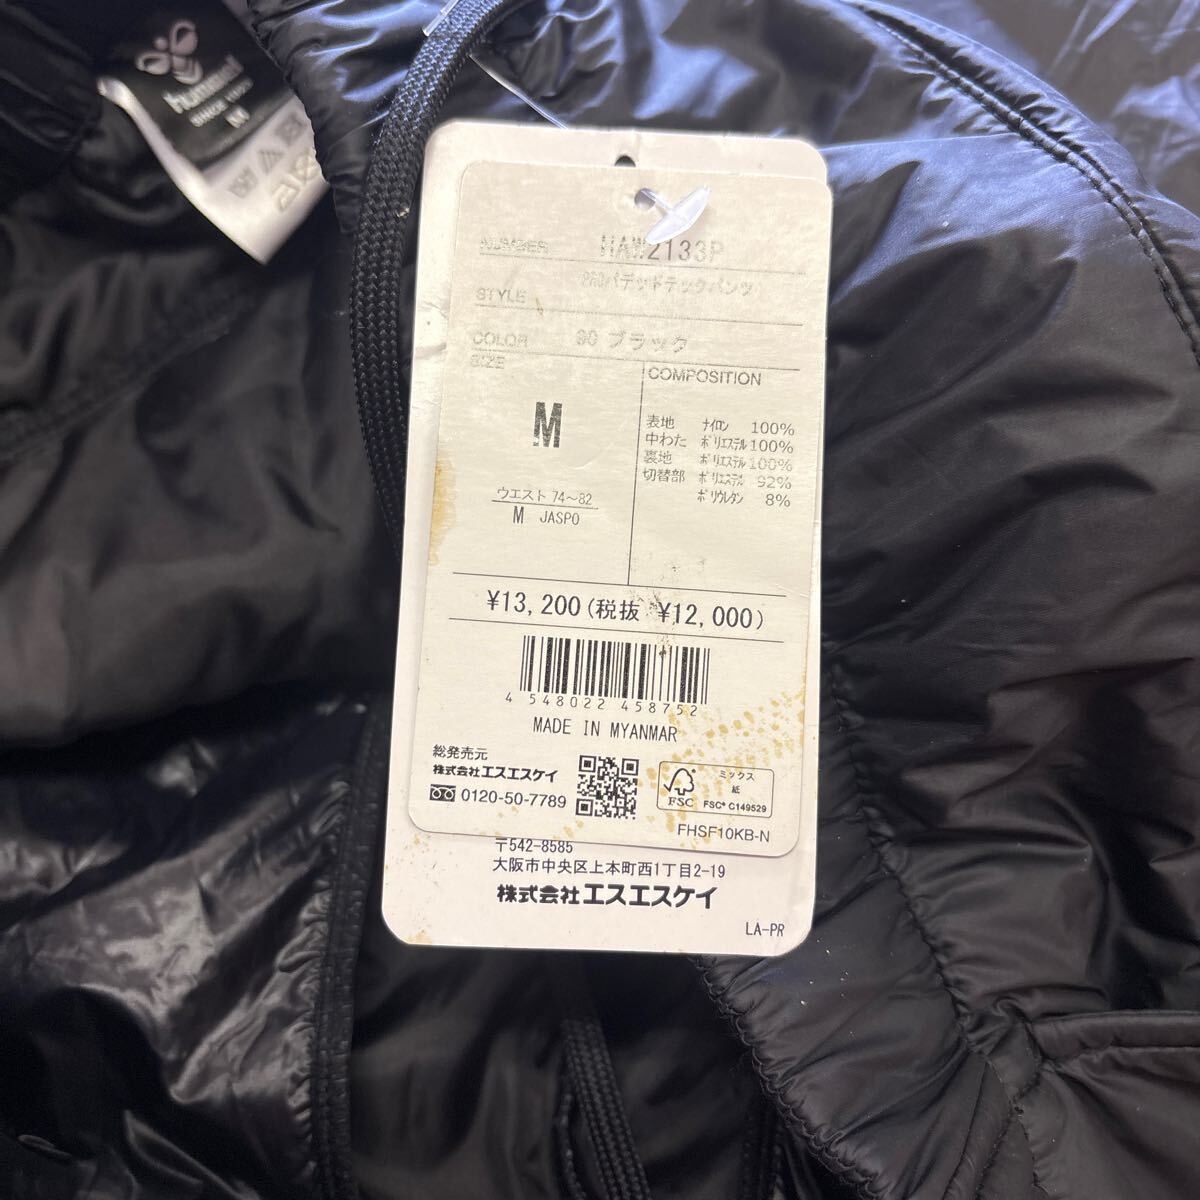 hummel
SINCE 1923
M
NUMBER HAW2133P
STYLE PROパデッドテックパンツ
COLOR 90 ブラック
SIZE
M
ウエスト 74～82
M JASPO
COMPOSITION
表地 ﾅｲﾛﾝ 100%
中わた ﾎﾟﾘｴｽﾃﾙ 100%
裏地 ﾎﾟﾘｴｽﾃﾙ 100%
切替部 ﾎﾟﾘｴｽﾃﾙ 92%
ﾎﾟﾘｳﾚﾀﾝ 8%
¥13,200(税抜 ¥12,000)
4 548022 458752
MADE IN MYANMAR
総発売元
株式会社エスエスケイ
0120-50-7789
FSC
ミックス
紙
FSC® C149529
FHSF10KB-N
〒542-8585
大阪市中央区上本町西1丁目2-19
株式会社エスエスケイ
LA-PR